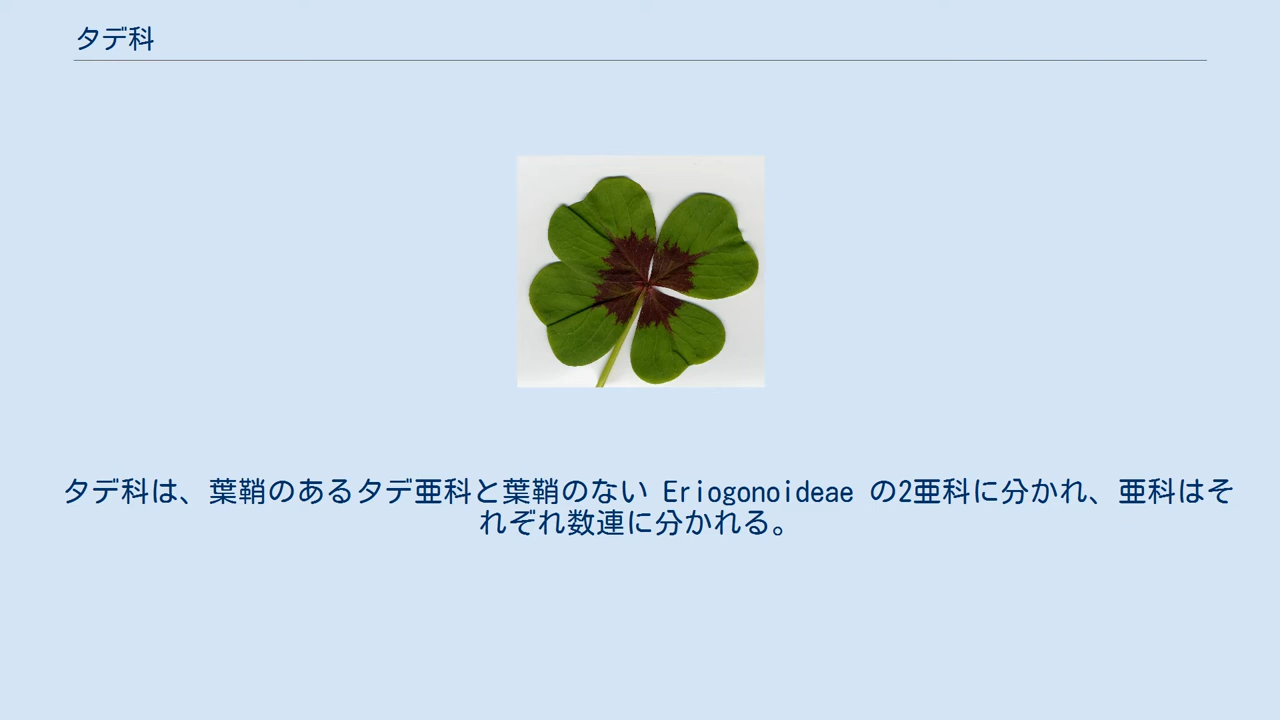 タデ科
タデ科は、葉鞘のあるタデ亜科と葉鞘のない Eriogonoideae の2亜科に分かれ、亜科はそ
れぞれ数連に分かれる。